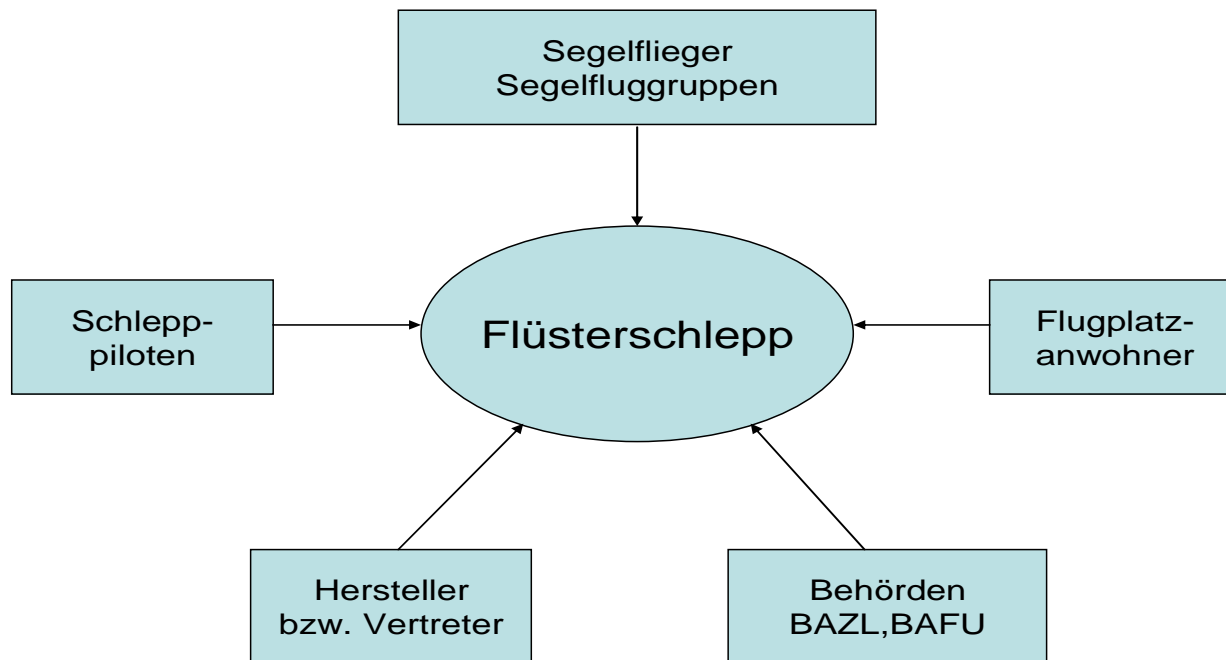 Segelflieger
Segelfluggruppen
Schlepp-
piloten
Flüsterschlepp
Flugplatz-
anwohner
Hersteller
bzw. Vertreter
Behörden
BAZL,BAFU